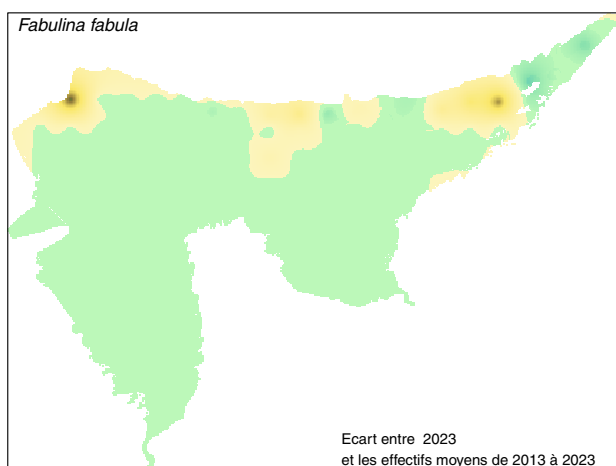 Fabulina fabula
Ecart entre 2023
et les effectifs moyens de 2013 à 2023